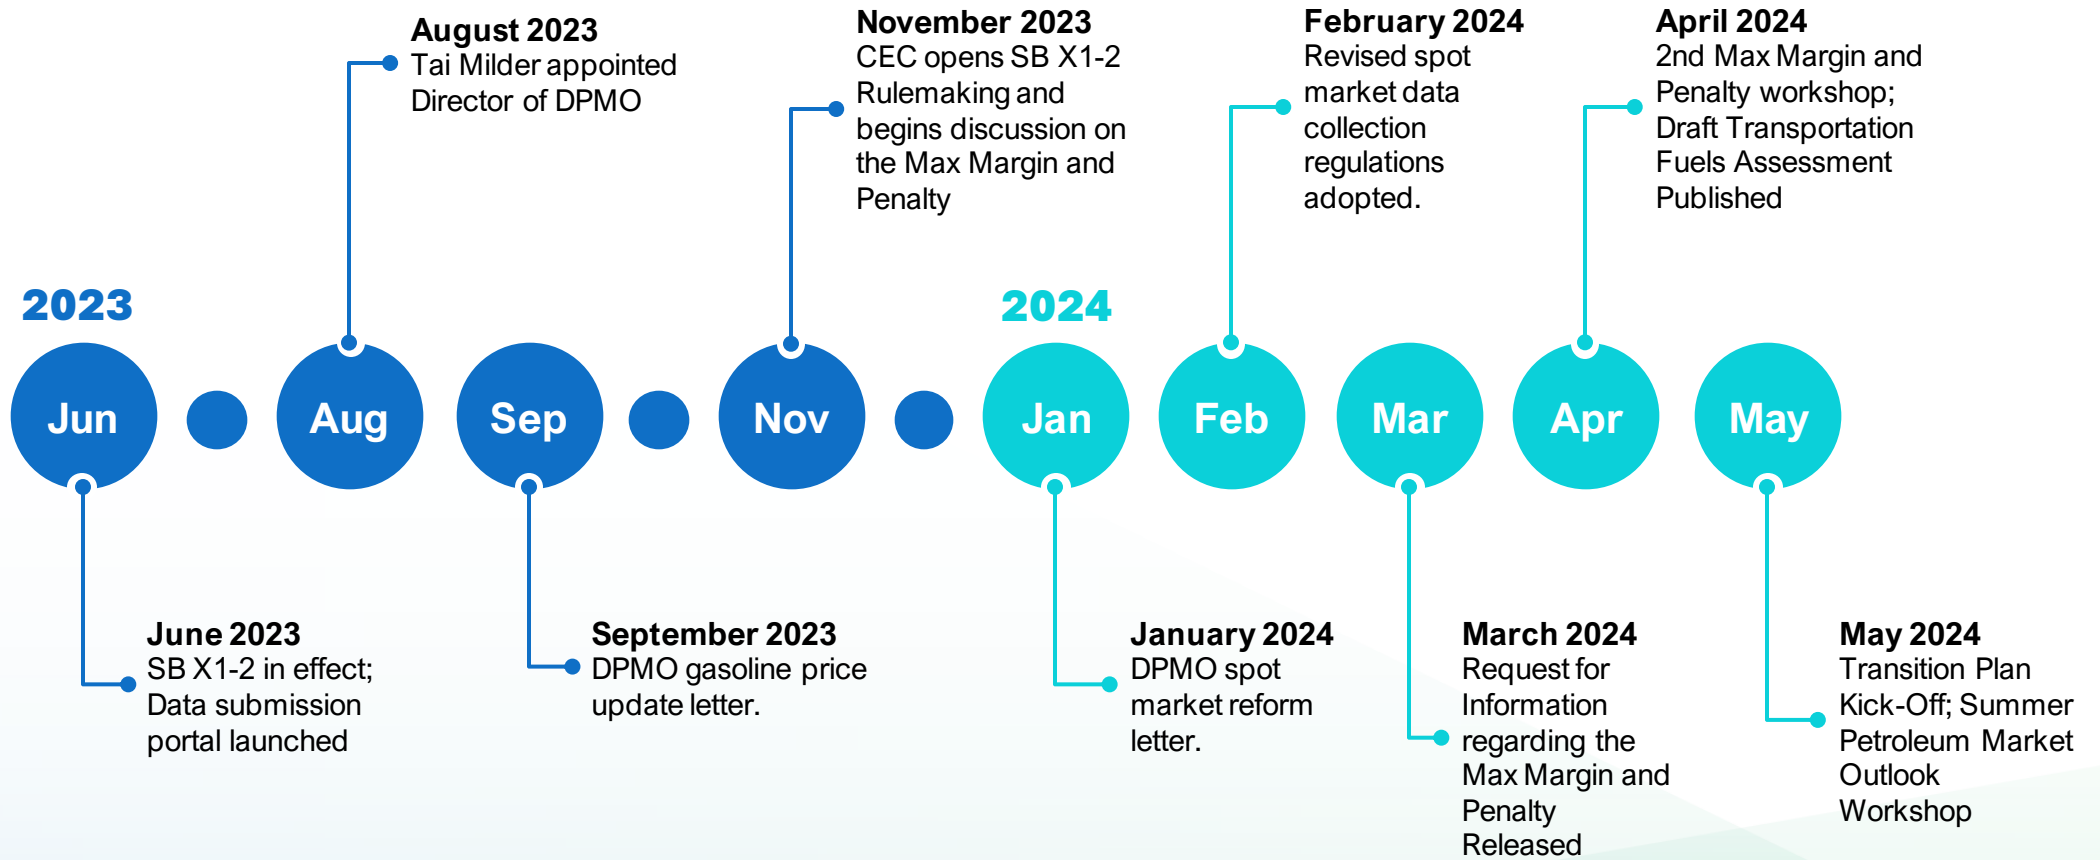 August 2023
Tai Milder appointed
Director of DPMO
November 2023
CEC opens SB X1-2
Rulemaking and
begins discussion on
the Max Margin and
Penalty
February 2024
Revised spot
market data
collection
regulations
adopted.
April 2024
2nd Max Margin and
Penalty workshop;
Draft Transportation
Fuels Assessment
Published
2023
2024
Jun
Aug
Sep
Nov
Jan
Feb
Mar
Apr
May
June 2023
SB X1-2 in effect;
Data submission
portal launched
September 2023
DPMO gasoline price
update letter.
January 2024
DPMO spot
market reform
letter.
March 2024
Request for
Information
regarding the
Max Margin and
Penalty
Released
May 2024
Transition Plan
Kick-Off; Summer
Petroleum Market
Outlook
Workshop